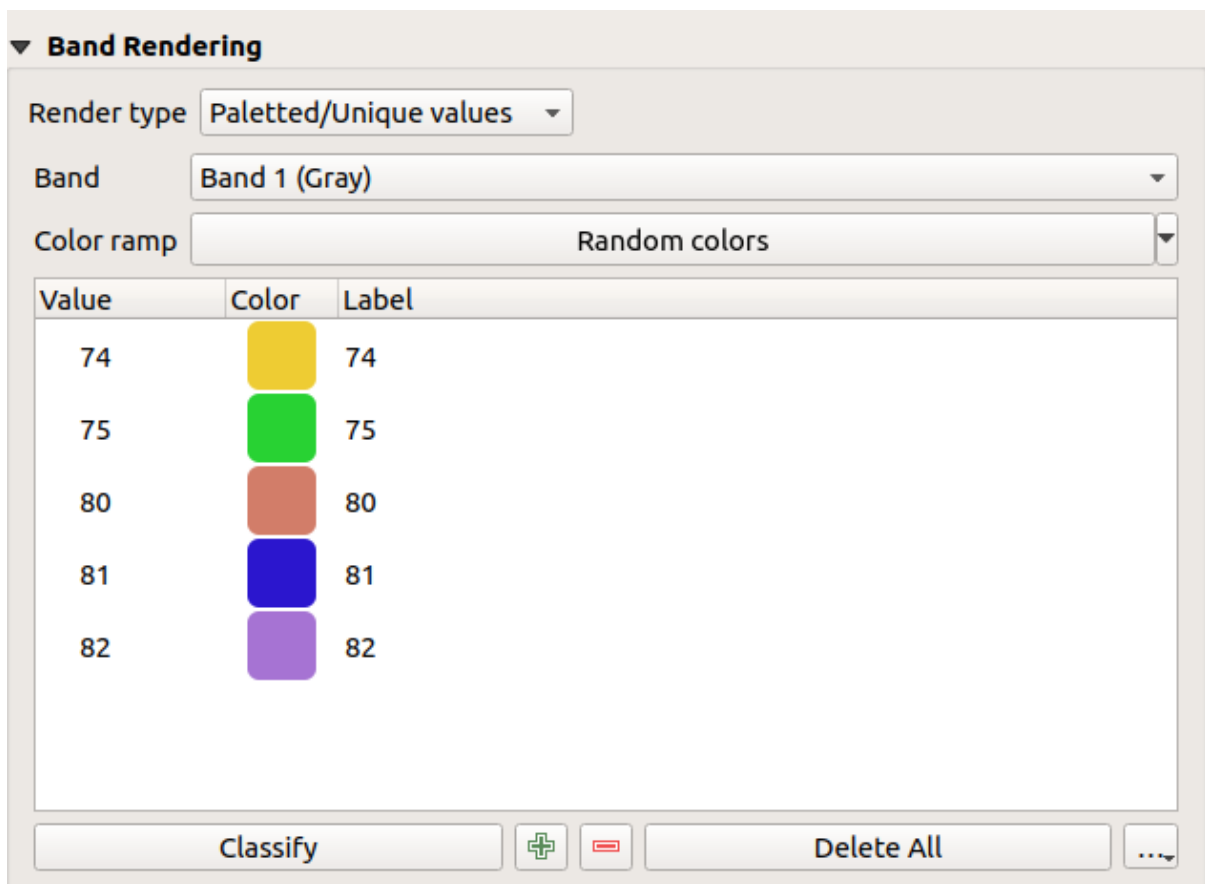 Band Rendering
Render type Paletted/Unique values
Band Band 1 (Gray)
Color ramp Random colors
Value Color Label
74 74
75 75
80 80
81 81
82 82
Classify Delete All ...